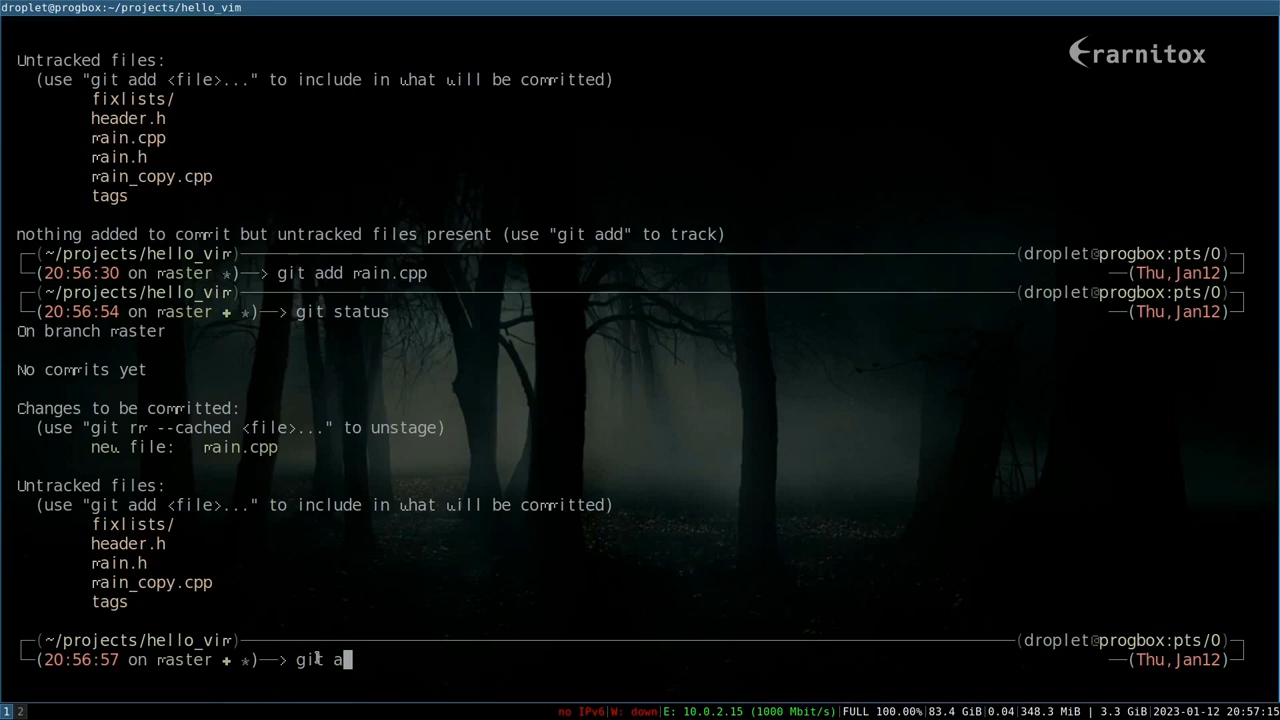 droplet@progbox:~/projects/hello_vim
rarnitox
Untracked files:
(use "git add <file>..." to include in what will be committed)
fixlists/
header.h
main.cpp
main.h
main_copy.cpp
tags
nothing added to commit but untracked files present (use "git add" to track)
(~/projects/hello_vim) (droplet@progbox:pts/0)
(20:56:30 on master *)—> git add main.cpp —(Thu,Jan12)
(~/projects/hello_vim) (droplet@progbox:pts/0)
(20:56:54 on master + *)—> git status —(Thu,Jan12)
On branch master
No commits yet
Changes to be committed:
(use "git rm --cached <file>..." to unstage)
new file: main.cpp
Untracked files:
(use "git add <file>..." to include in what will be committed)
fixlists/
header.h
main.h
main_copy.cpp
tags
(~/projects/hello_vim) (droplet@progbox:pts/0)
(20:56:57 on master + *)—> git a —(Thu,Jan12)
1 2 no IPv6|W: down|E: 10.0.2.15 (1000 Mbit/s)|FULL 100.00%|83.4 GiB|0.04|348.3 MiB | 3.3 GiB|2023-01-12 20:57:15